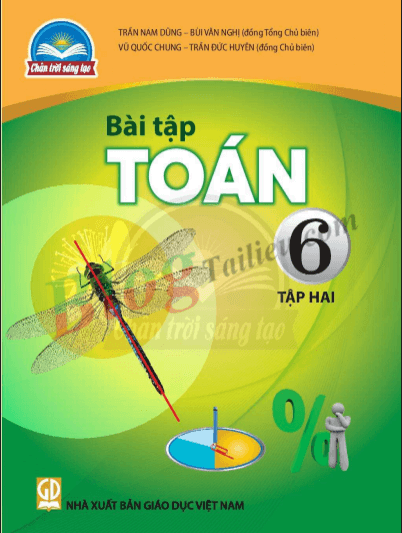 TRẦN NAM DŨNG – BÙI VĂN NGHỊ (đồng Tổng Chủ biên)
VŨ QUỐC CHUNG – TRẦN ĐỨC HUYÊN (đồng Chủ biên)
Chân trời sáng tạo
Bài tập
TOÁN
6
TẬP HAI
BlogTailieu.com
Chân trời sáng tạo
%
GD
NHÀ XUẤT BẢN GIÁO DỤC VIỆT NAM